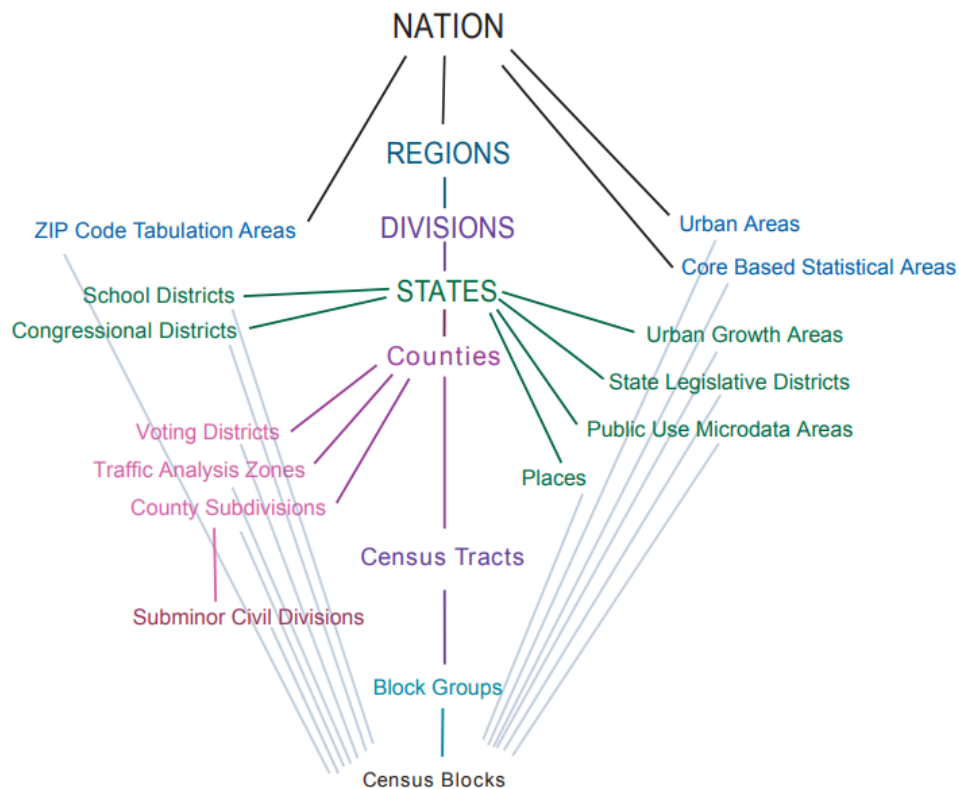 NATION
REGIONS
ZIP Code Tabulation Areas
DIVISIONS
Urban Areas
Core Based Statistical Areas
School Districts
STATES
Congressional Districts
Urban Growth Areas
Counties
State Legislative Districts
Voting Districts
Public Use Microdata Areas
Traffic Analysis Zones
Places
County Subdivisions
Census Tracts
Subminor Civil Divisions
Block Groups
Census Blocks